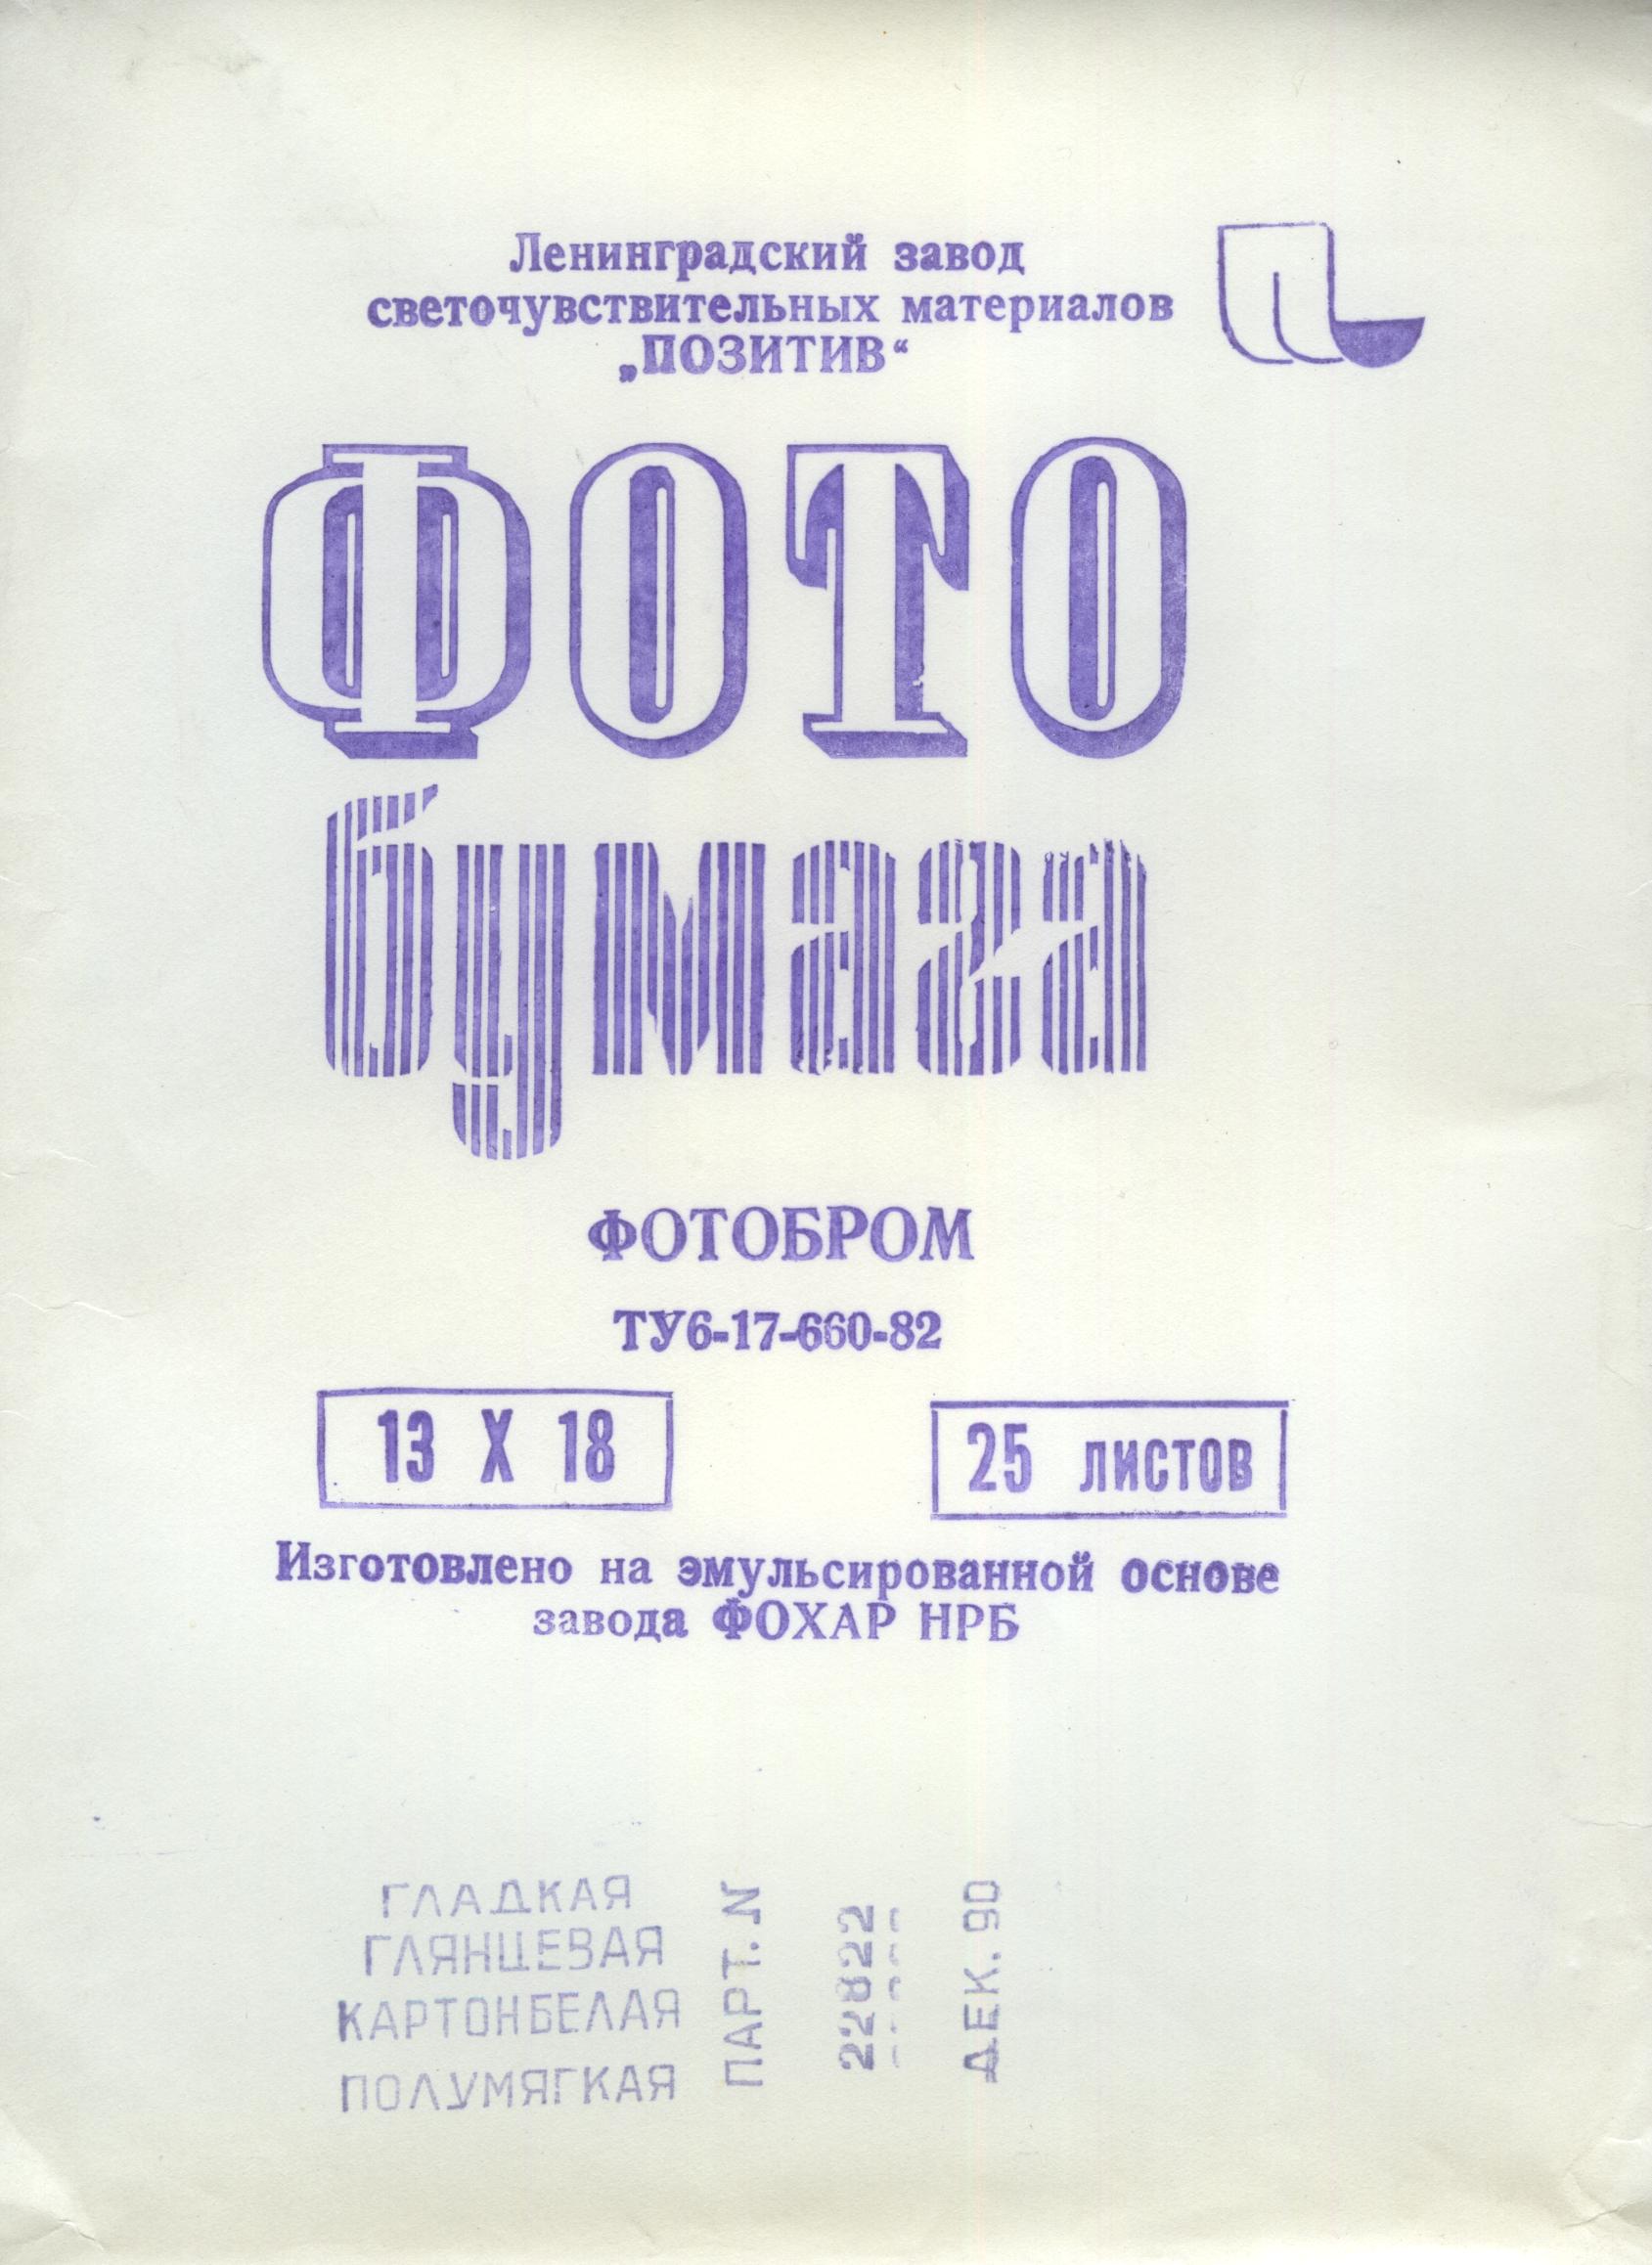 Ленинградский завод
светочувствительных материалов
„ПОЗИТИВ“
ФОТО
бумага
ФОТОБРОМ
ТУ6-17-660-82
13 X 18
25 листов
Изготовлено на эмульсированной основе
завода ФОХАР НРБ
ГЛАДКАЯ
ГЛЯНЦЕВАЯ
КАРТОНБЕЛАЯ
ПОЛУМЯГКАЯ
ПАРТ. N
22822
ДЕК. 90